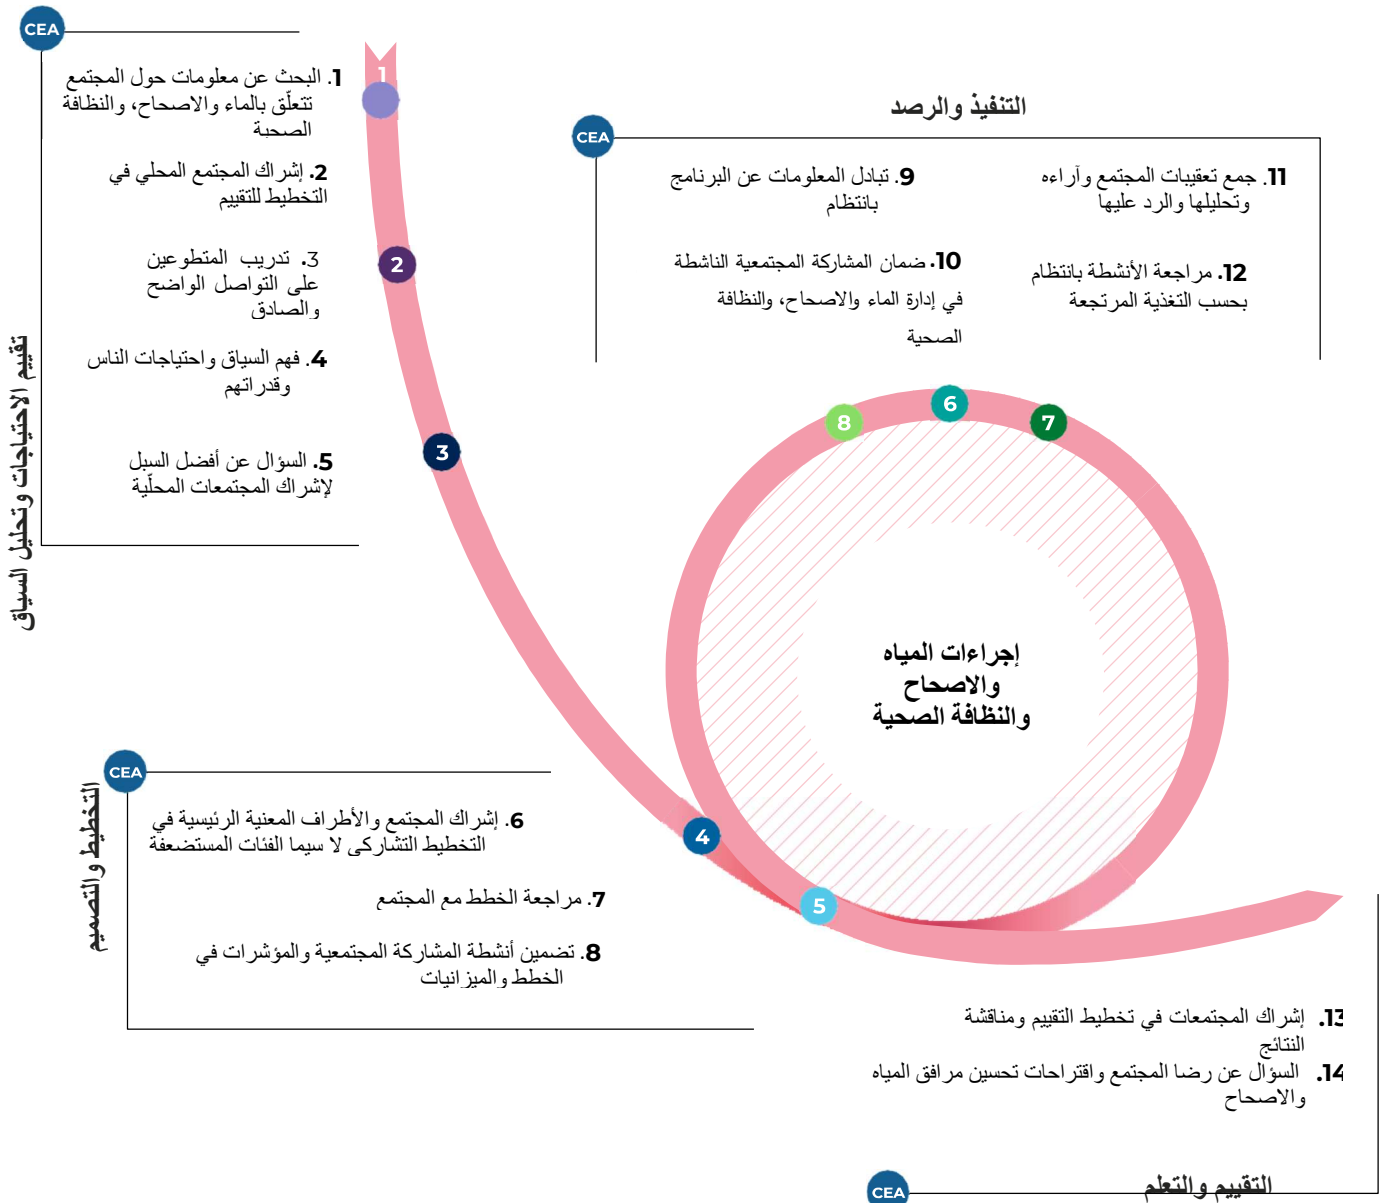 CEA
تقييم الاحتياجات وتحليل السياق
1. البحث عن معلومات حول المجتمع
تتعلّق بالماء والاصحاح، والنظافة
الصحية
2. إشراك المجتمع المحلي في
التخطيط للتقييم
3. تدريب المتطوعين
على التواصل الواضح
والصادق
4. فهم السياق واحتياجات الناس
وقدراتهم
5. السؤال عن أفضل السبل
لإشراك المجتمعات المحلّية
1
2
3
4
5
6
7
8
التنفيذ والرصد
CEA
9. تبادل المعلومات عن البرنامج
بانتظام
10. ضمان المشاركة المجتمعية الناشطة
في إدارة الماء والاصحاح، والنظافة
الصحية
11. جمع تعقيبات المجتمع وآراءه
وتحليلها والرد عليها
12. مراجعة الأنشطة بانتظام
بحسب التغذية المرتجعة
إجراءات المياه
والاصحاح
والنظافة الصحية
CEA
التخطيط والتصميم
6. إشراك المجتمع والأطراف المعنية الرئيسية في
التخطيط التشاركي لا سيما الفئات المستضعفة
7. مراجعة الخطط مع المجتمع
8. تضمين أنشطة المشاركة المجتمعية والمؤشرات في
الخطط والميزانيات
13. إشراك المجتمعات في تخطيط التقييم ومناقشة
النتائج
14. السؤال عن رضا المجتمع واقتراحات تحسين مرافق المياه
والاصحاح
التقييم والتعلم
CEA